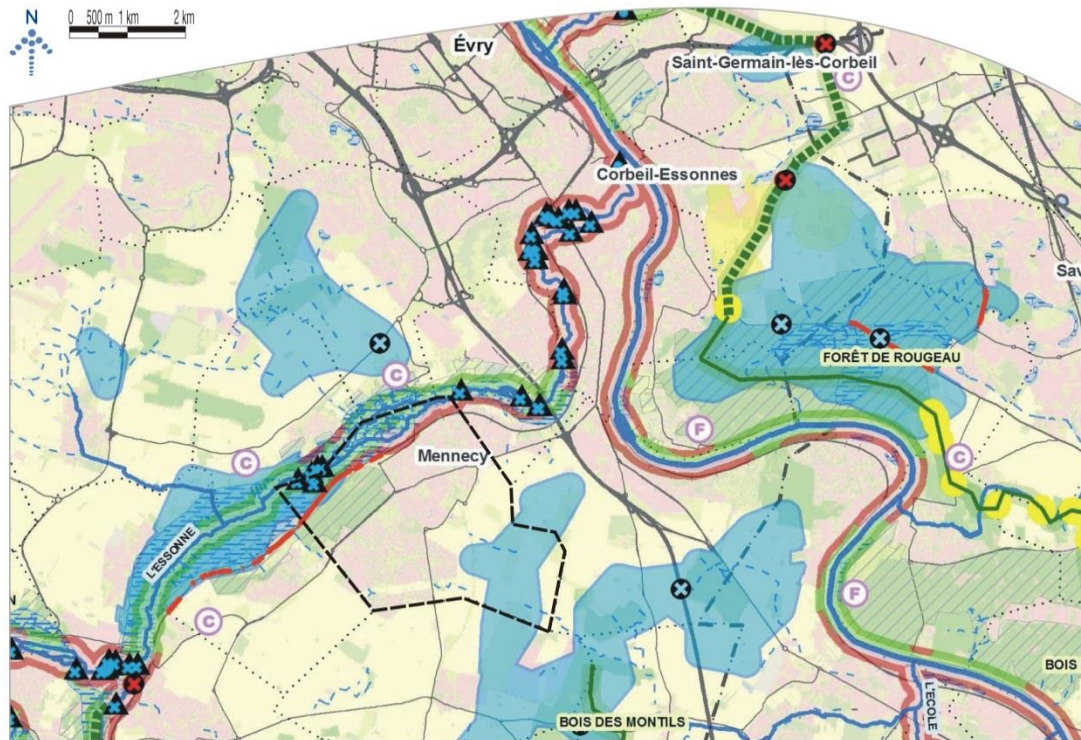 N
0 500 m 1 km 2 km
Évry
Saint-Germain-lès-Corbeil
C
Corbeil-Essonnes
Sav
FORÊT DE ROUGEAU
C
F
C
Mennecy
C
L'ESSONNE
C
F
N
BOIS
L'ECOLE
BOIS DES MONTILS